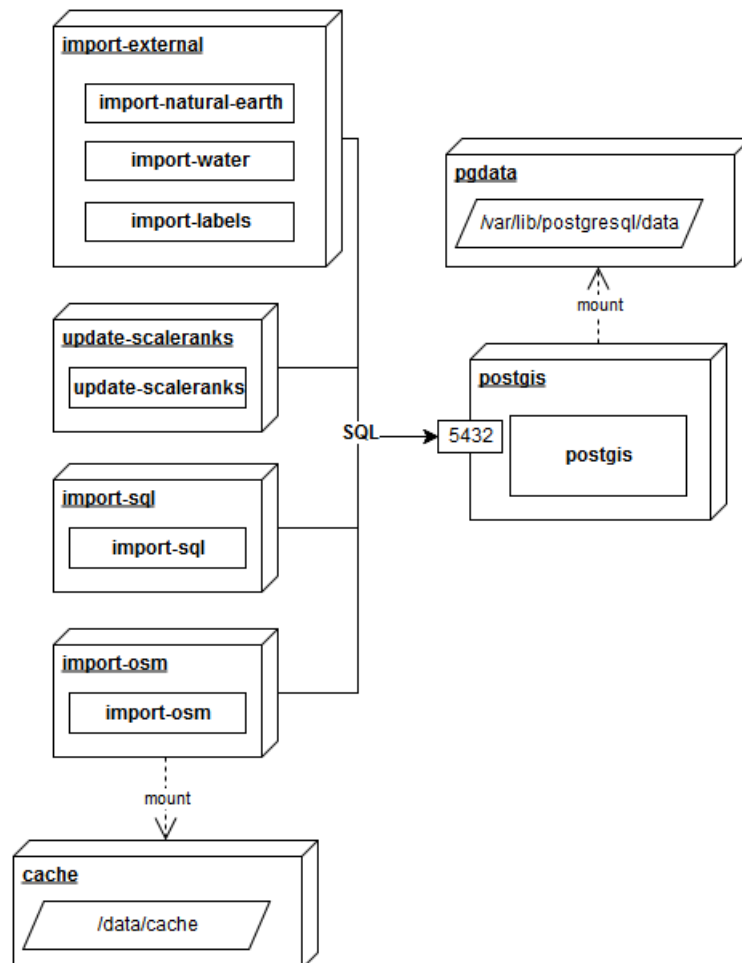 import-external
import-natural-earth
import-water
import-labels
pgdata
/var/lib/postgresql/data
mount
update-scaleranks
update-scaleranks
postgis
SQL
5432
postgis
import-sql
import-sql
import-osm
import-osm
mount
cache
/data/cache